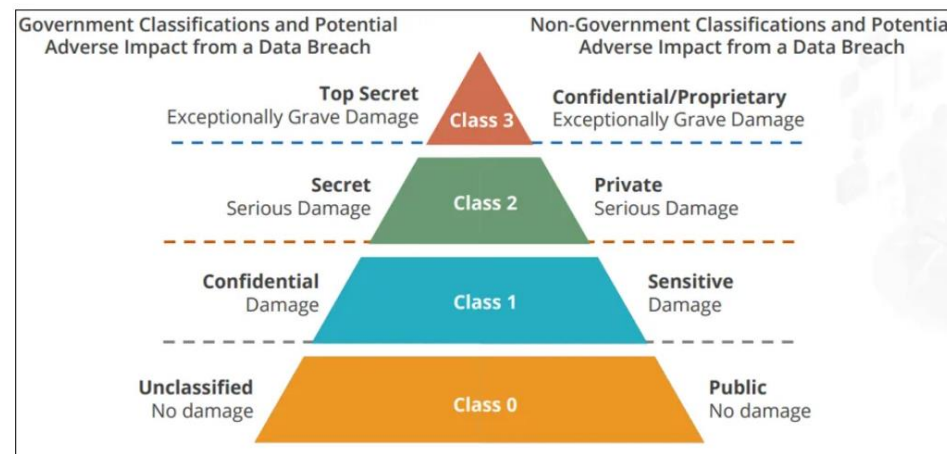 Government Classifications and Potential
Adverse Impact from a Data Breach
Non-Government Classifications and Potential
Adverse Impact from a Data Breach
Top Secret
Exceptionally Grave Damage
Class 3
Confidential/Proprietary
Exceptionally Grave Damage
Secret
Serious Damage
Class 2
Private
Serious Damage
Confidential
Damage
Class 1
Sensitive
Damage
Unclassified
No damage
Class 0
Public
No damage